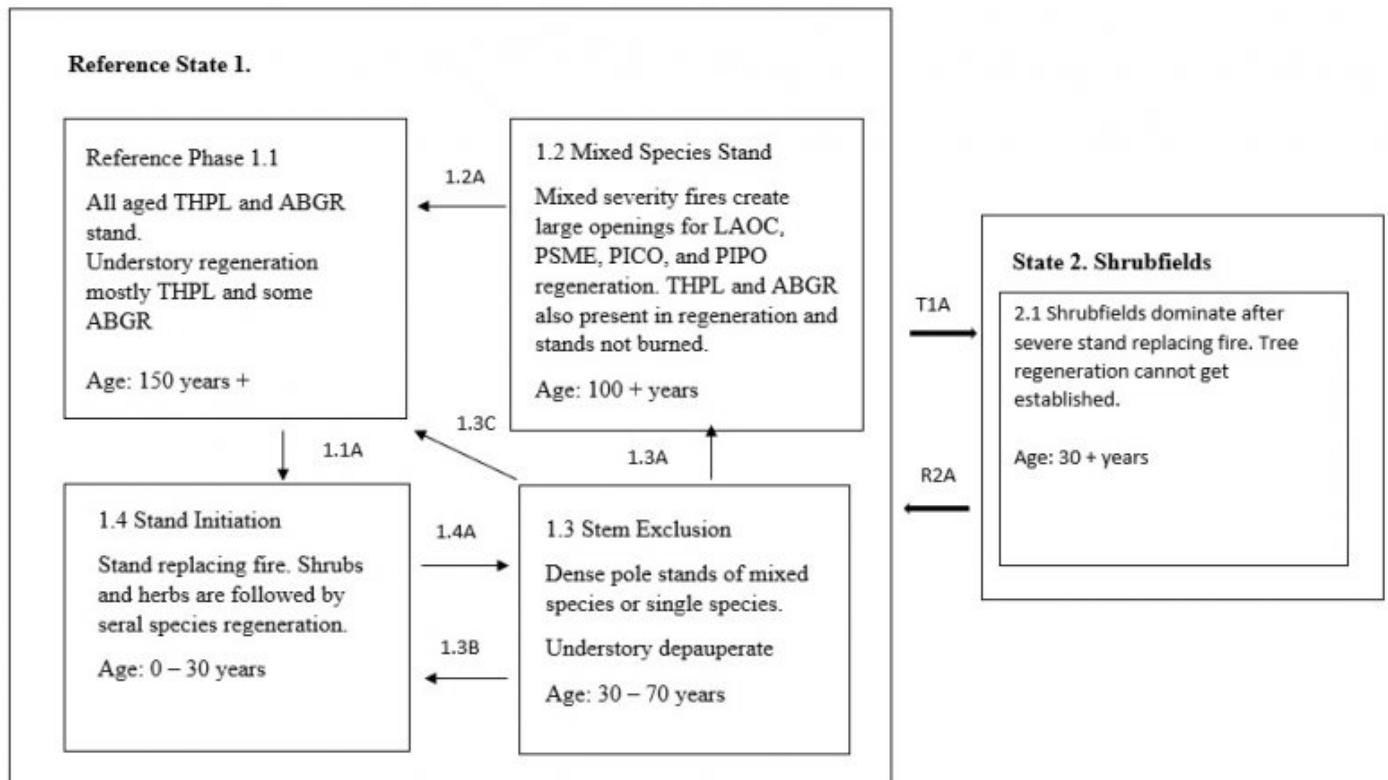 Reference State 1.
Reference Phase 1.1
All aged THPL and ABGR
stand.
Understory regeneration
mostly THPL and some
ABGR
Age: 150 years +
1.2A
1.2 Mixed Species Stand
Mixed severity fires create
large openings for LAOC,
PSME, PICO, and PIPO
regeneration. THPL and ABGR
also present in regeneration and
stands not burned.
Age: 100 + years
1.1A
1.3C
1.3A
1.4 Stand Initiation
Stand replacing fire. Shrubs
and herbs are followed by
seral species regeneration.
Age: 0 – 30 years
1.4A
1.3B
1.3 Stem Exclusion
Dense pole stands of mixed
species or single species.
Understory depauperate
Age: 30 – 70 years
T1A
R2A
State 2. Shrubfields
2.1 Shrubfields dominate after
severe stand replacing fire. Tree
regeneration cannot get
established.
Age: 30 + years